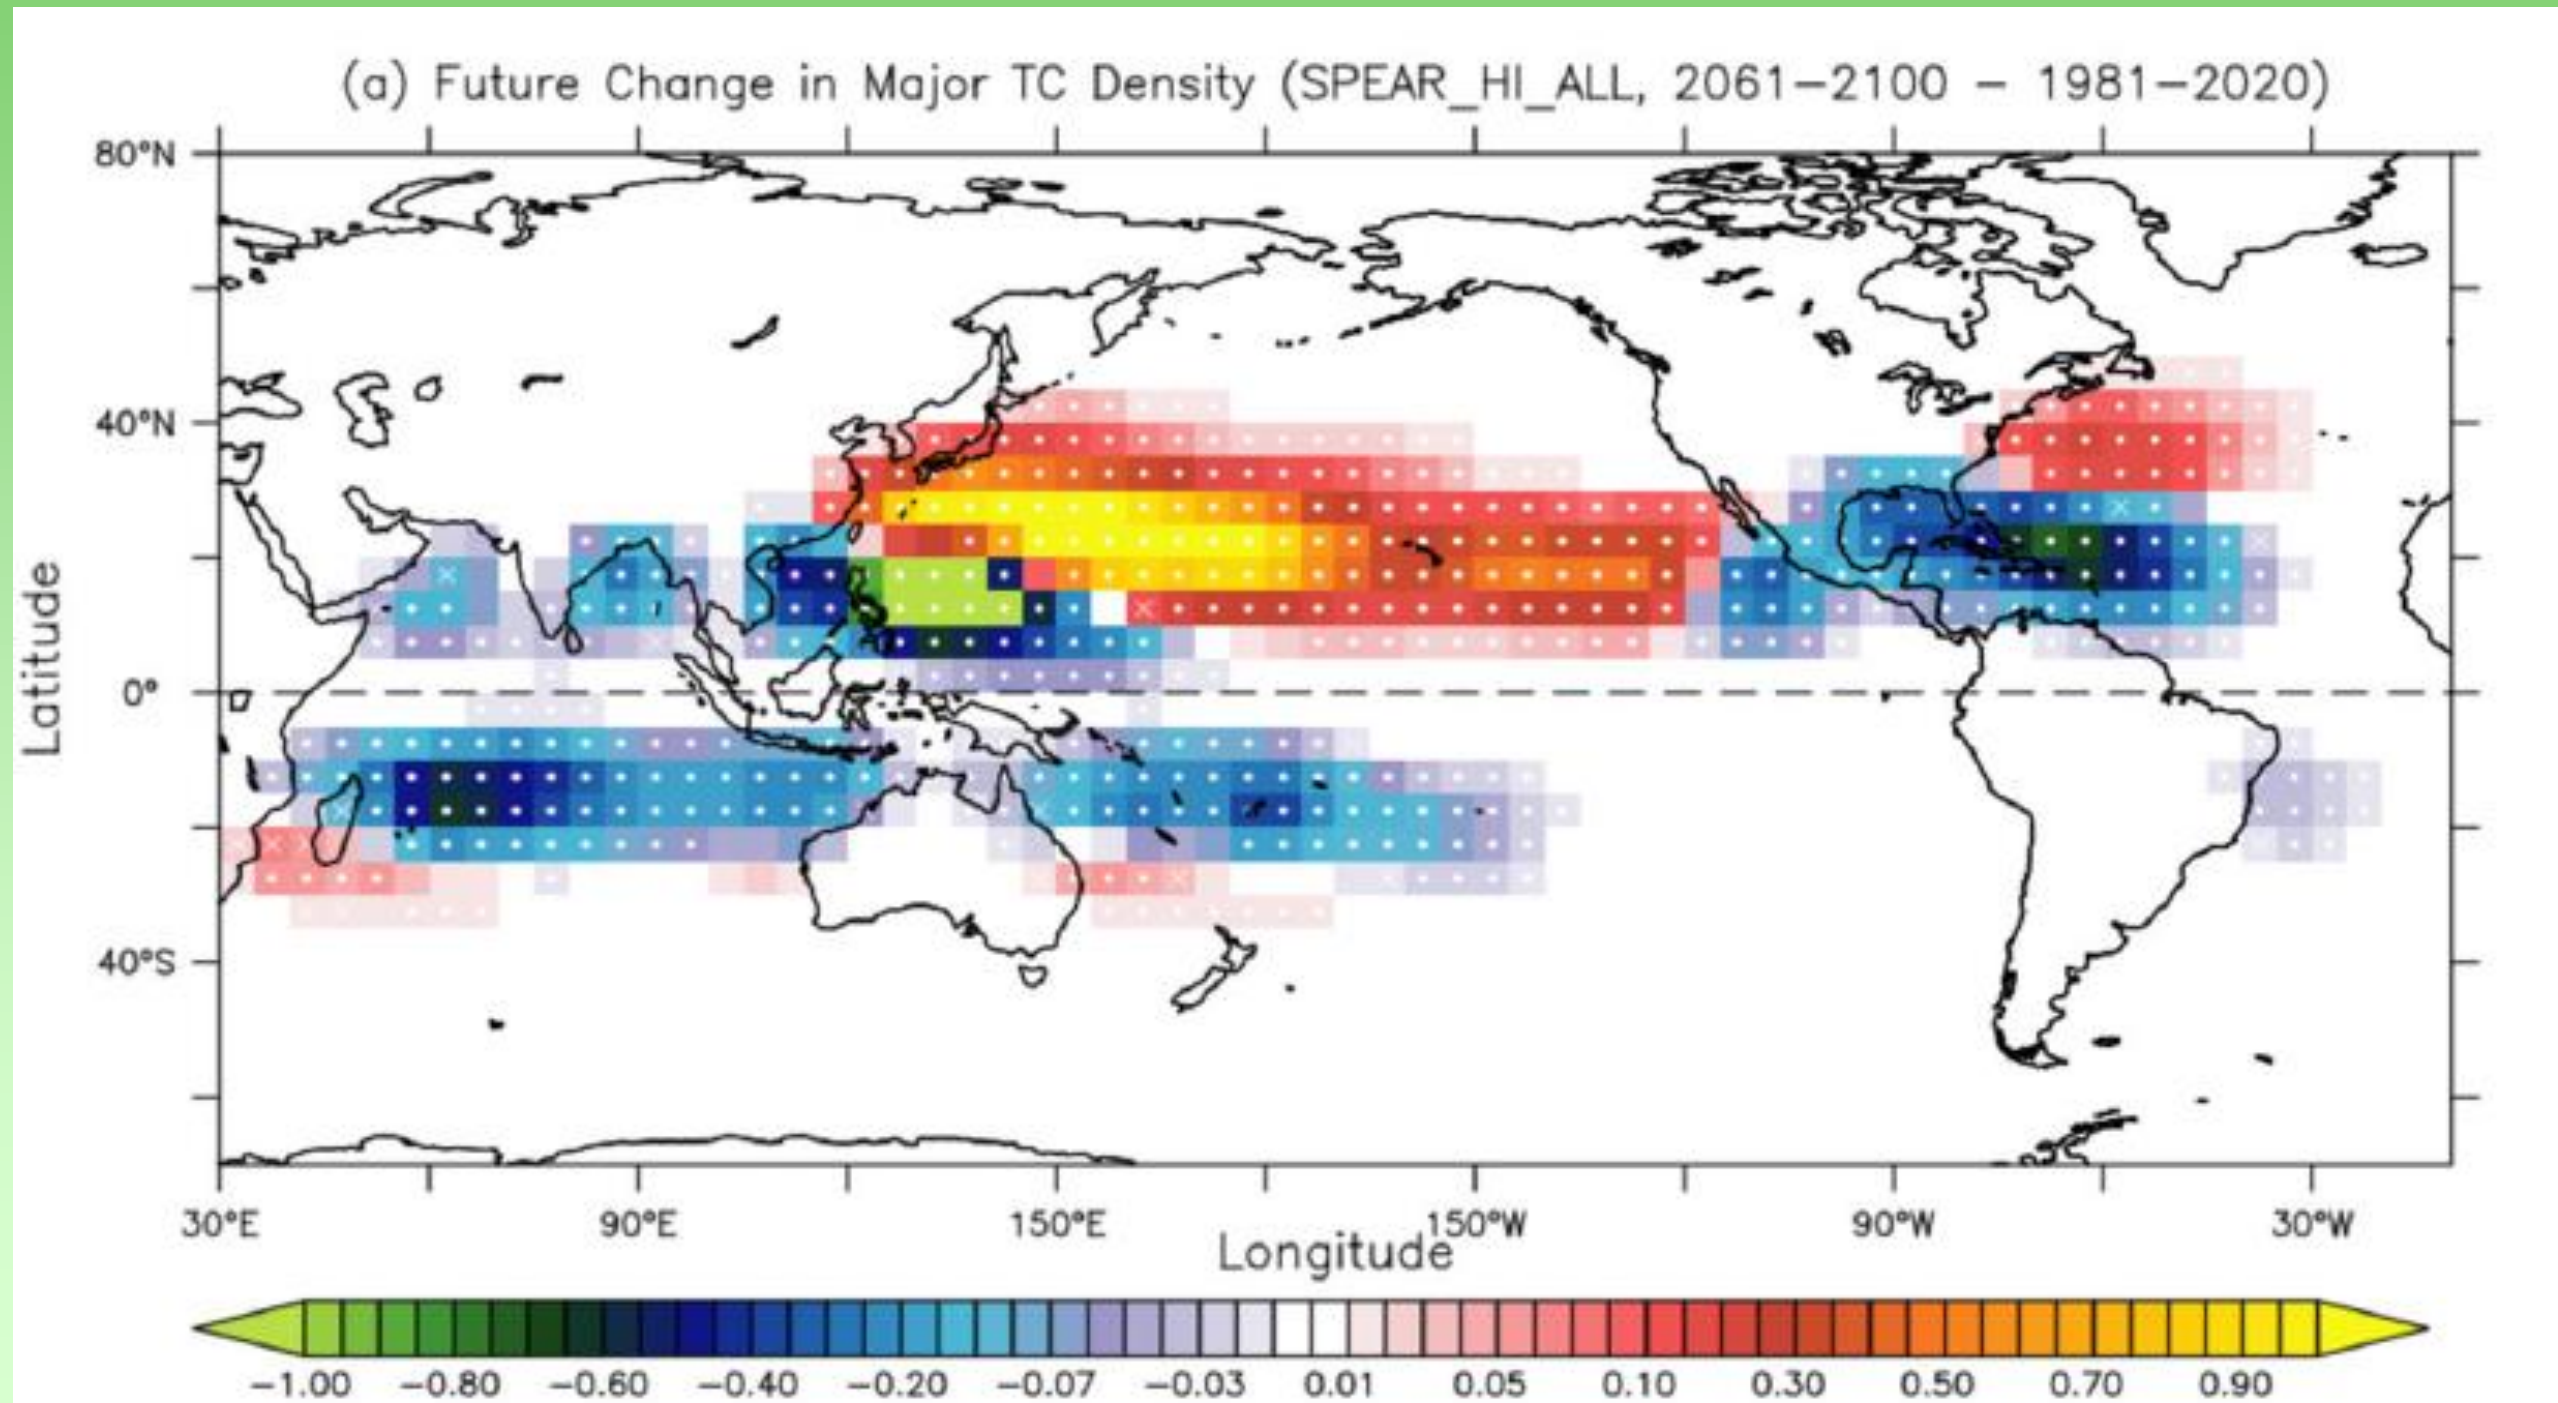 (a) Future Change in Major TC Density (SPEAR_HI_ALL, 2061−2100 − 1981−2020)
80°N
40°N
0°
40°S
Latitude
30°E 90°E 150°E 150°W 90°W 30°W
Longitude
−1.00 −0.80 −0.60 −0.40 −0.20 −0.07 −0.03 0.01 0.05 0.10 0.30 0.50 0.70 0.90